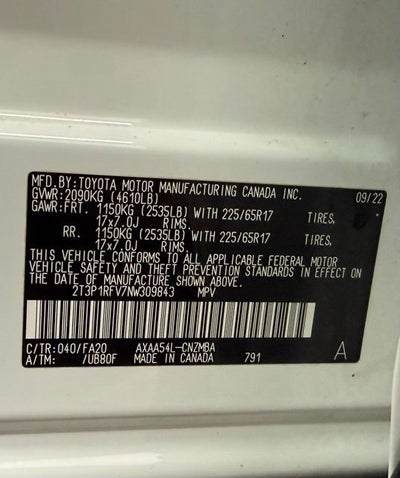 MFD.BY:TOYOTA MOTOR MANUFACTURING CANADA INC. 09/22
GVWR:2090KG (4610LB)
GAWR:FRT. 1150KG (2535LB) WITH 225/65R17 TIRES.
17x7.0J RIMS.
RR. 1150KG (2535LB) WITH 225/65R17 TIRES.
17x7.0J RIMS
THIS VEHICLE CONFORMS TO ALL APPLICABLE FEDERAL MOTOR
VEHICLE SAFETY AND THEFT PREVENTION STANDARDS IN EFFECT ON
THE DATE OF MANUFACTURE SHOWN ABOVE.
2T3P1RFV7NW309843 MPV
C/TR:040/FA20 AXAA54L-CNZMBA
A/TM: /UB80F MADE IN CANADA 791 A